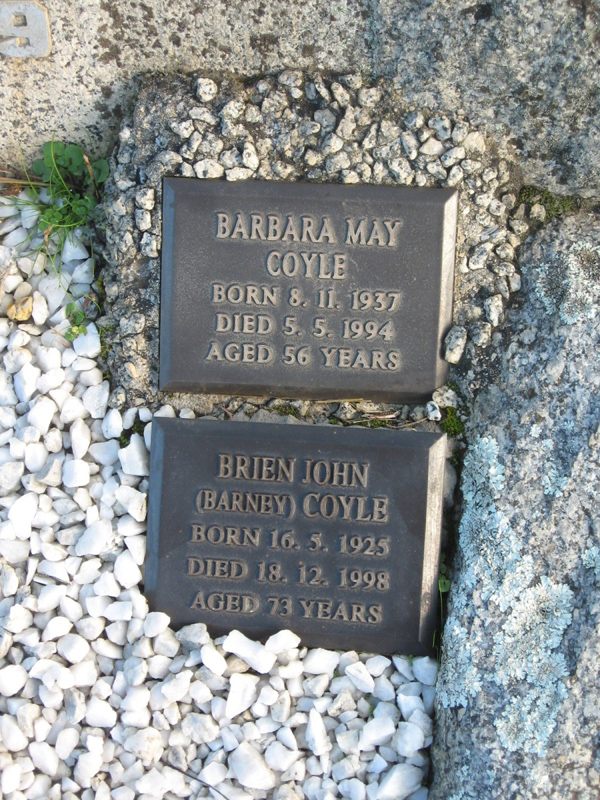 BARBARA MAY
COYLE
BORN 8. 11. 1937
DIED 5. 5. 1994
AGED 56 YEARS
BRIEN JOHN
(BARNEY) COYLE
BORN 16. 5. 1925
DIED 18. 12. 1998
AGED 73 YEARS